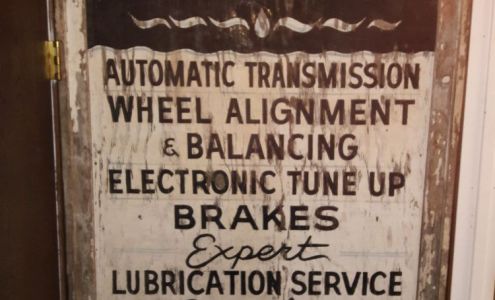 AUTOMATIC TRANSMISSION
WHEEL ALIGNMENT
& BALANCING
ELECTRONIC TUNE UP
BRAKES
Expert
LUBRICATION SERVICE